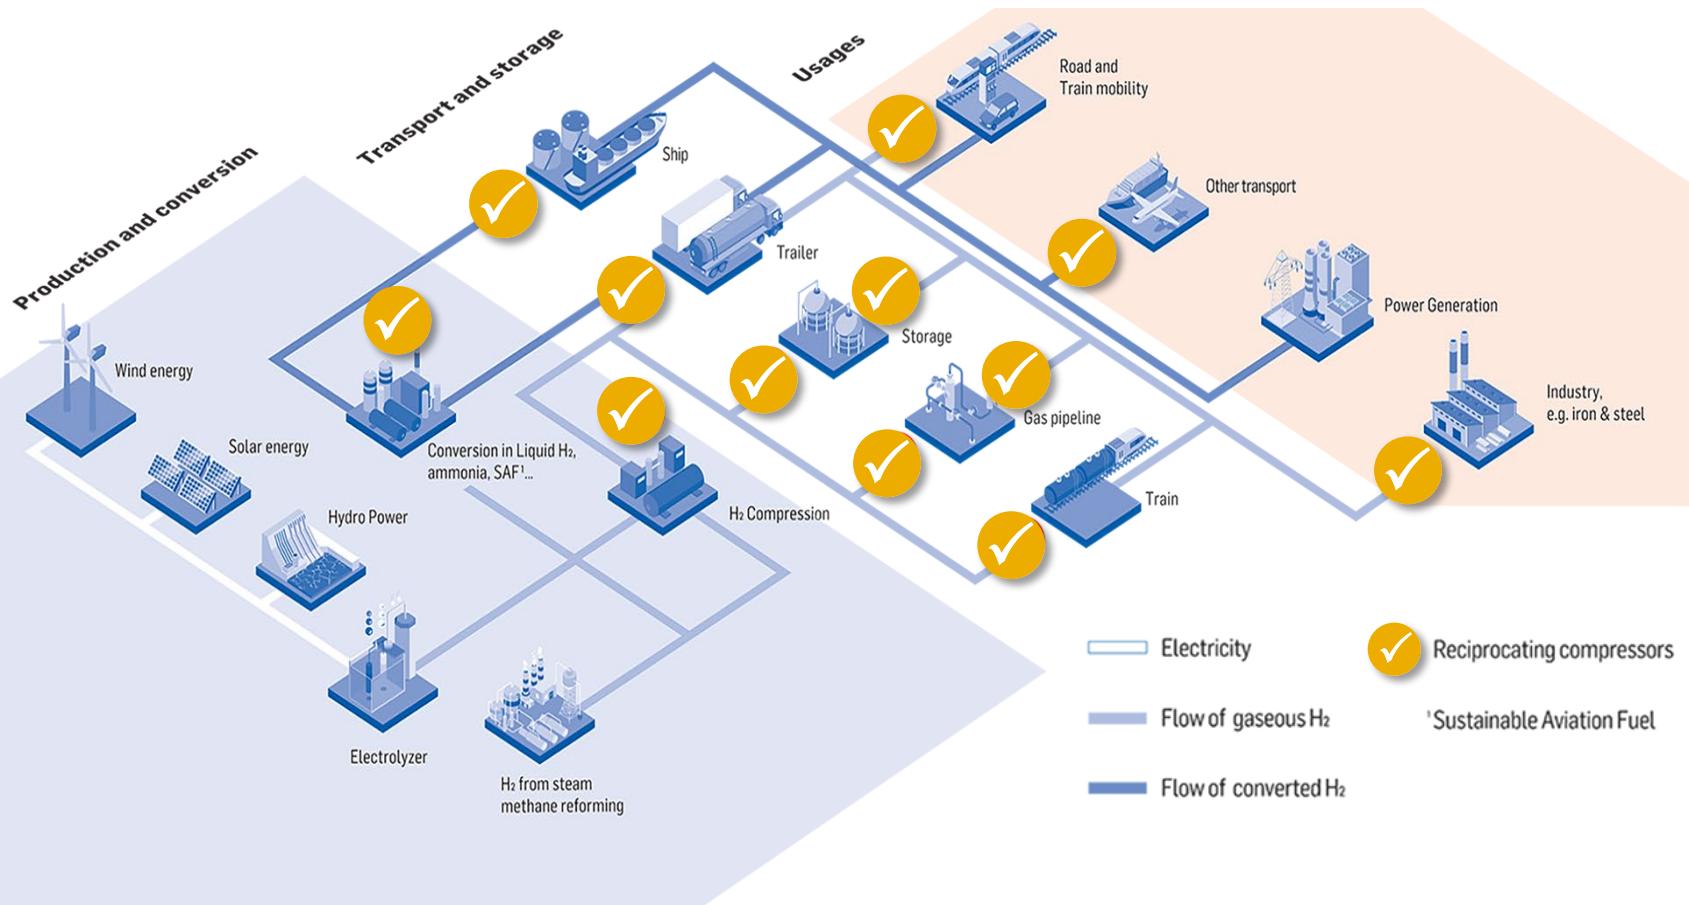 Production and conversion
Transport and storage
Usages
Road and
Train mobility
Ship
Other transport
Trailer
Power Generation
Storage
Wind energy
Industry,
e.g. iron & steel
Gas pipeline
Solar energy
Conversion in Liquid H₂,
ammonia, SAF¹...
Train
Hydro Power
H₂ Compression
Electrolyzer
H₂ from steam
methane reforming
Electricity
Reciprocating compressors
Flow of gaseous H₂
¹ Sustainable Aviation Fuel
Flow of converted H₂